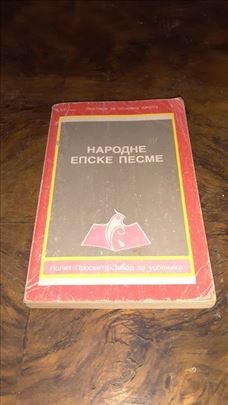 НАРОДНЕ
ЕПСКЕ ПЕСМЕ
Нолит-Просвета-Завод за уџбенике